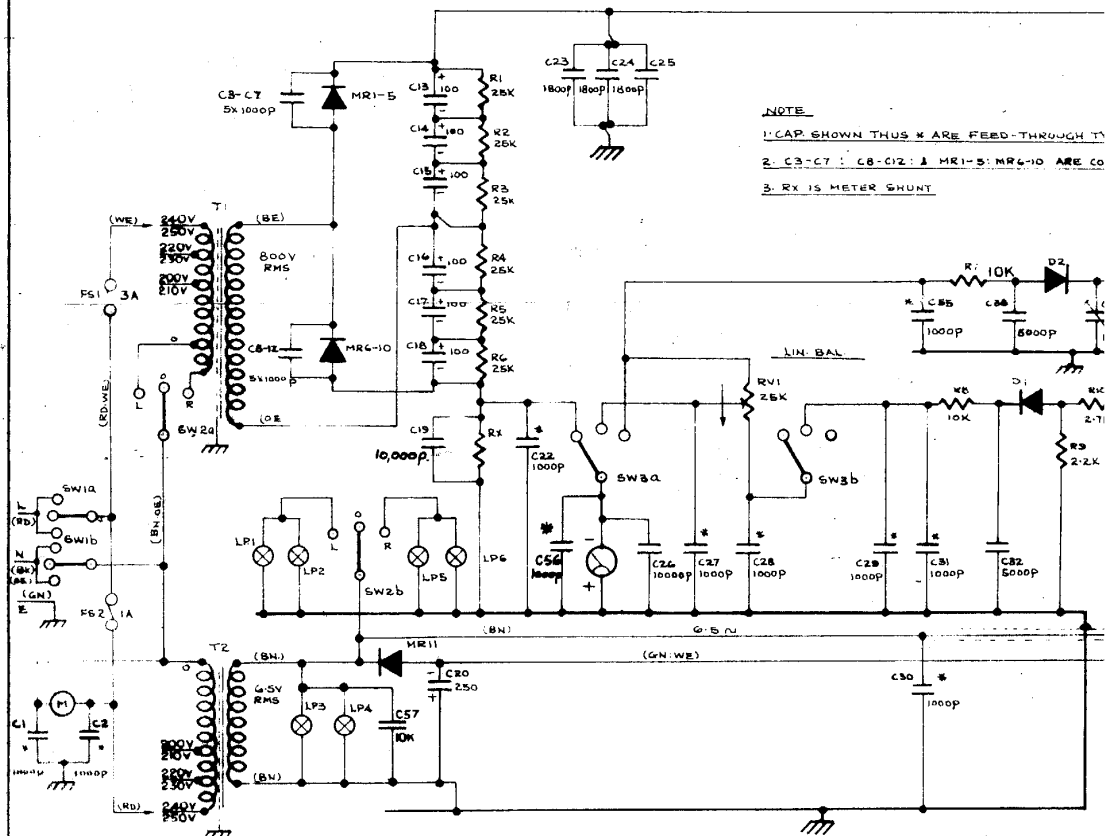 C23
C24
C25
1800p
1800p
1800p
C3-C7
5X1000p
MR1-5
C13
+
100
-
R1
25K
C14
+
100
-
R2
25K
C15
+
100
-
R3
25K
NOTE
1. CAP. SHOWN THUS * ARE FEED-THROUGH TY
2. C3-C7 : C8-C12: & MR1-5: MR6-10 ARE CO
3. RX IS METER SHUNT
T1
(WE)
240V
250V
220V
230V
200V
210V
O
(BE)
800V
RMS
FS1
3A
C16
+
100
-
R4
25K
C17
+
100
-
R5
25K
C18
+
100
-
R6
25K
C8-12
5X1000p
MR6-10
(OE)
10K
D2
*
C35
1000p
C36
5000p
LIN. BAL.
RV1
25K
(RD:WE)
L
O
R
SW2a
C19
10,000p
RX
*
C22
1000p
SW3a
SW3b
R8
10K
D1
2.7
R9
2.2K
SW1a
(RD)
SW1b
N
(BK)
(GN)
E
(BN:OE)
LP1
LP2
L
O
R
LP5
LP6
SW2b
*
C56
1000p
-
+
C26
10000p
*
C27
1000p
*
C28
1000p
*
C29
1000p
*
C31
1000p
C32
5000p
FS2
1A
(BN)
6.5 ~
T2
O
(BN)
MR11
(GN:WE)
6.5V
RMS
LP3
LP4
C57
10K
-
C20
+
250
C30
*
1000p
M
C1
*
1000p
C2
*
1000p
200V
210V
220V
230V
240V
250V
(BN)
(RD)